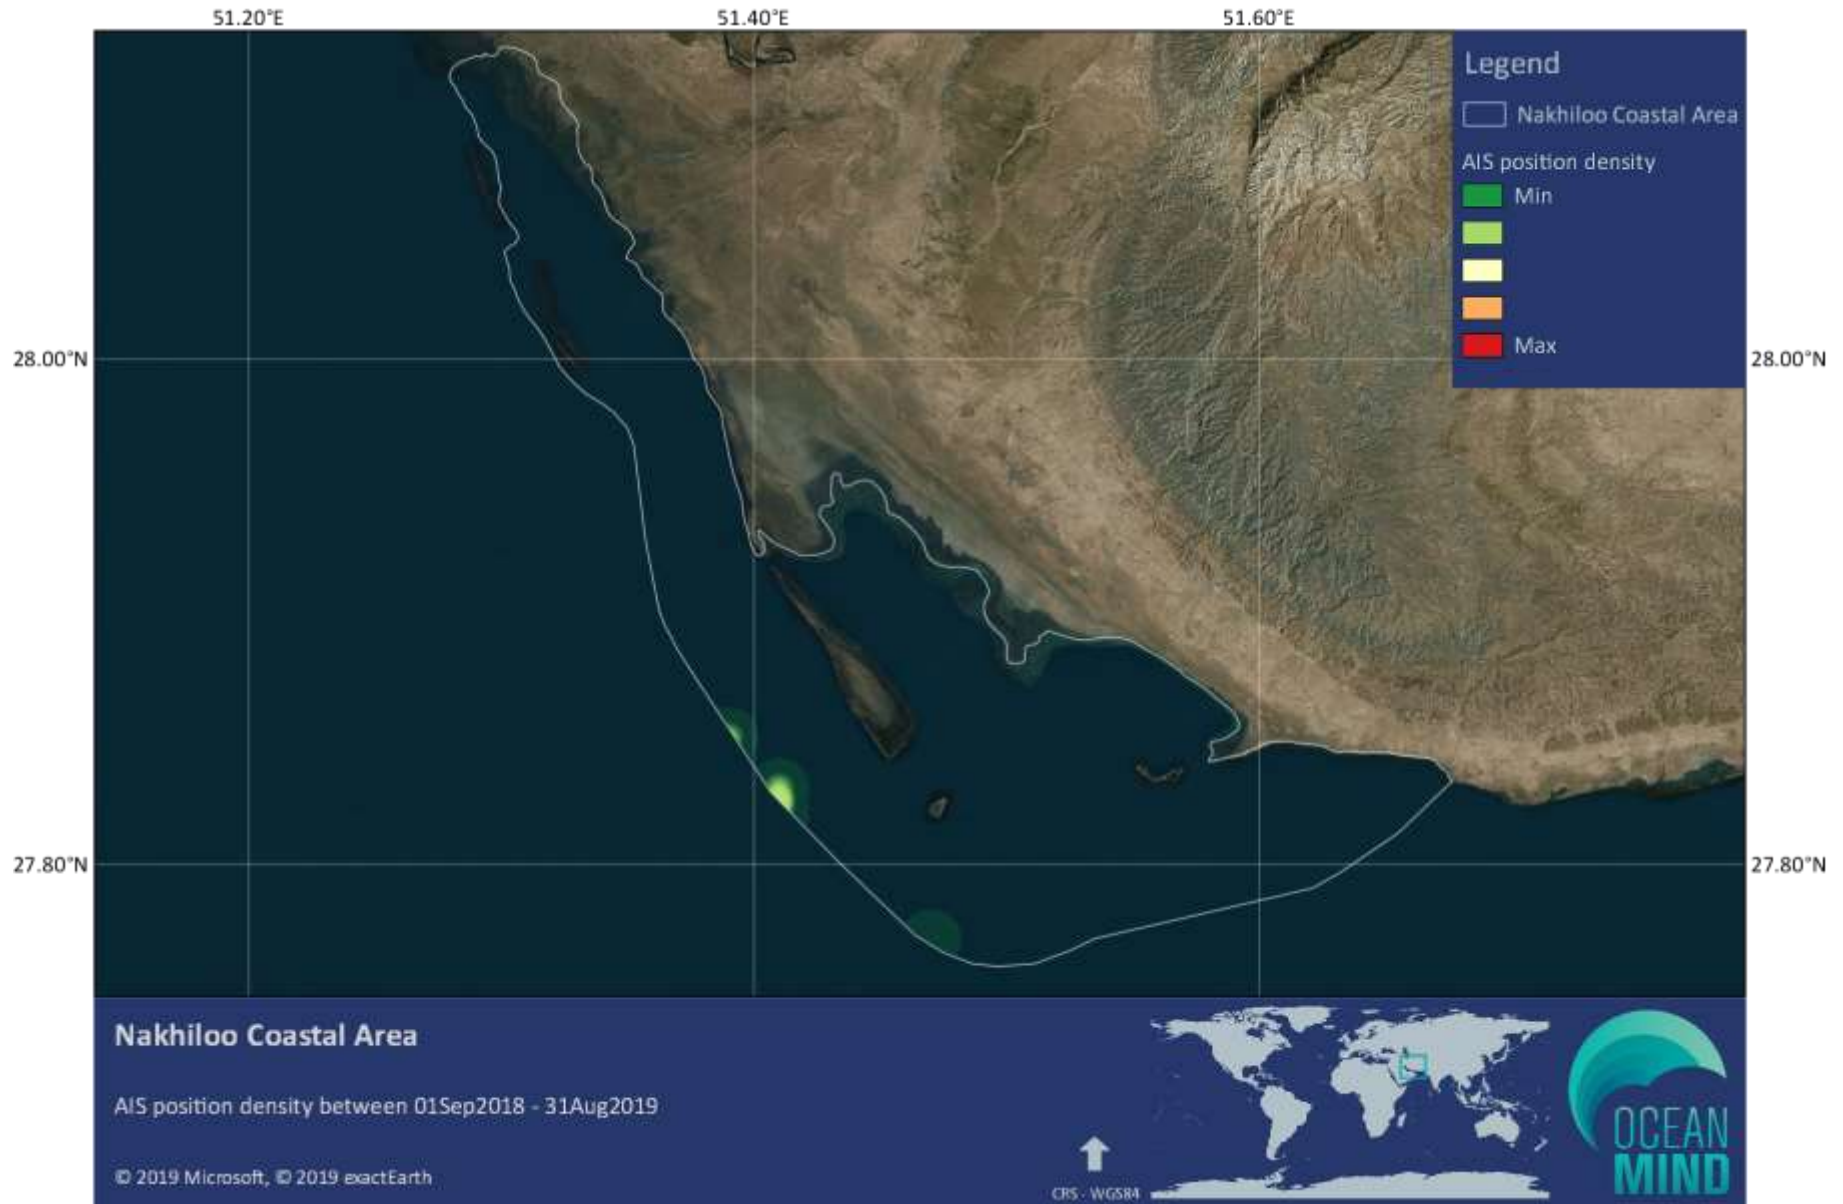 51.20°E 51.40°E 51.60°E
Legend
Nakhiloo Coastal Area
AIS position density
Min
Max
28.00°N 28.00°N
27.80°N 27.80°N
Nakhiloo Coastal Area
AIS position density between 01Sep2018 - 31Aug2019
© 2019 Microsoft, © 2019 exactEarth
CRS - WGS84
OCEAN
MIND